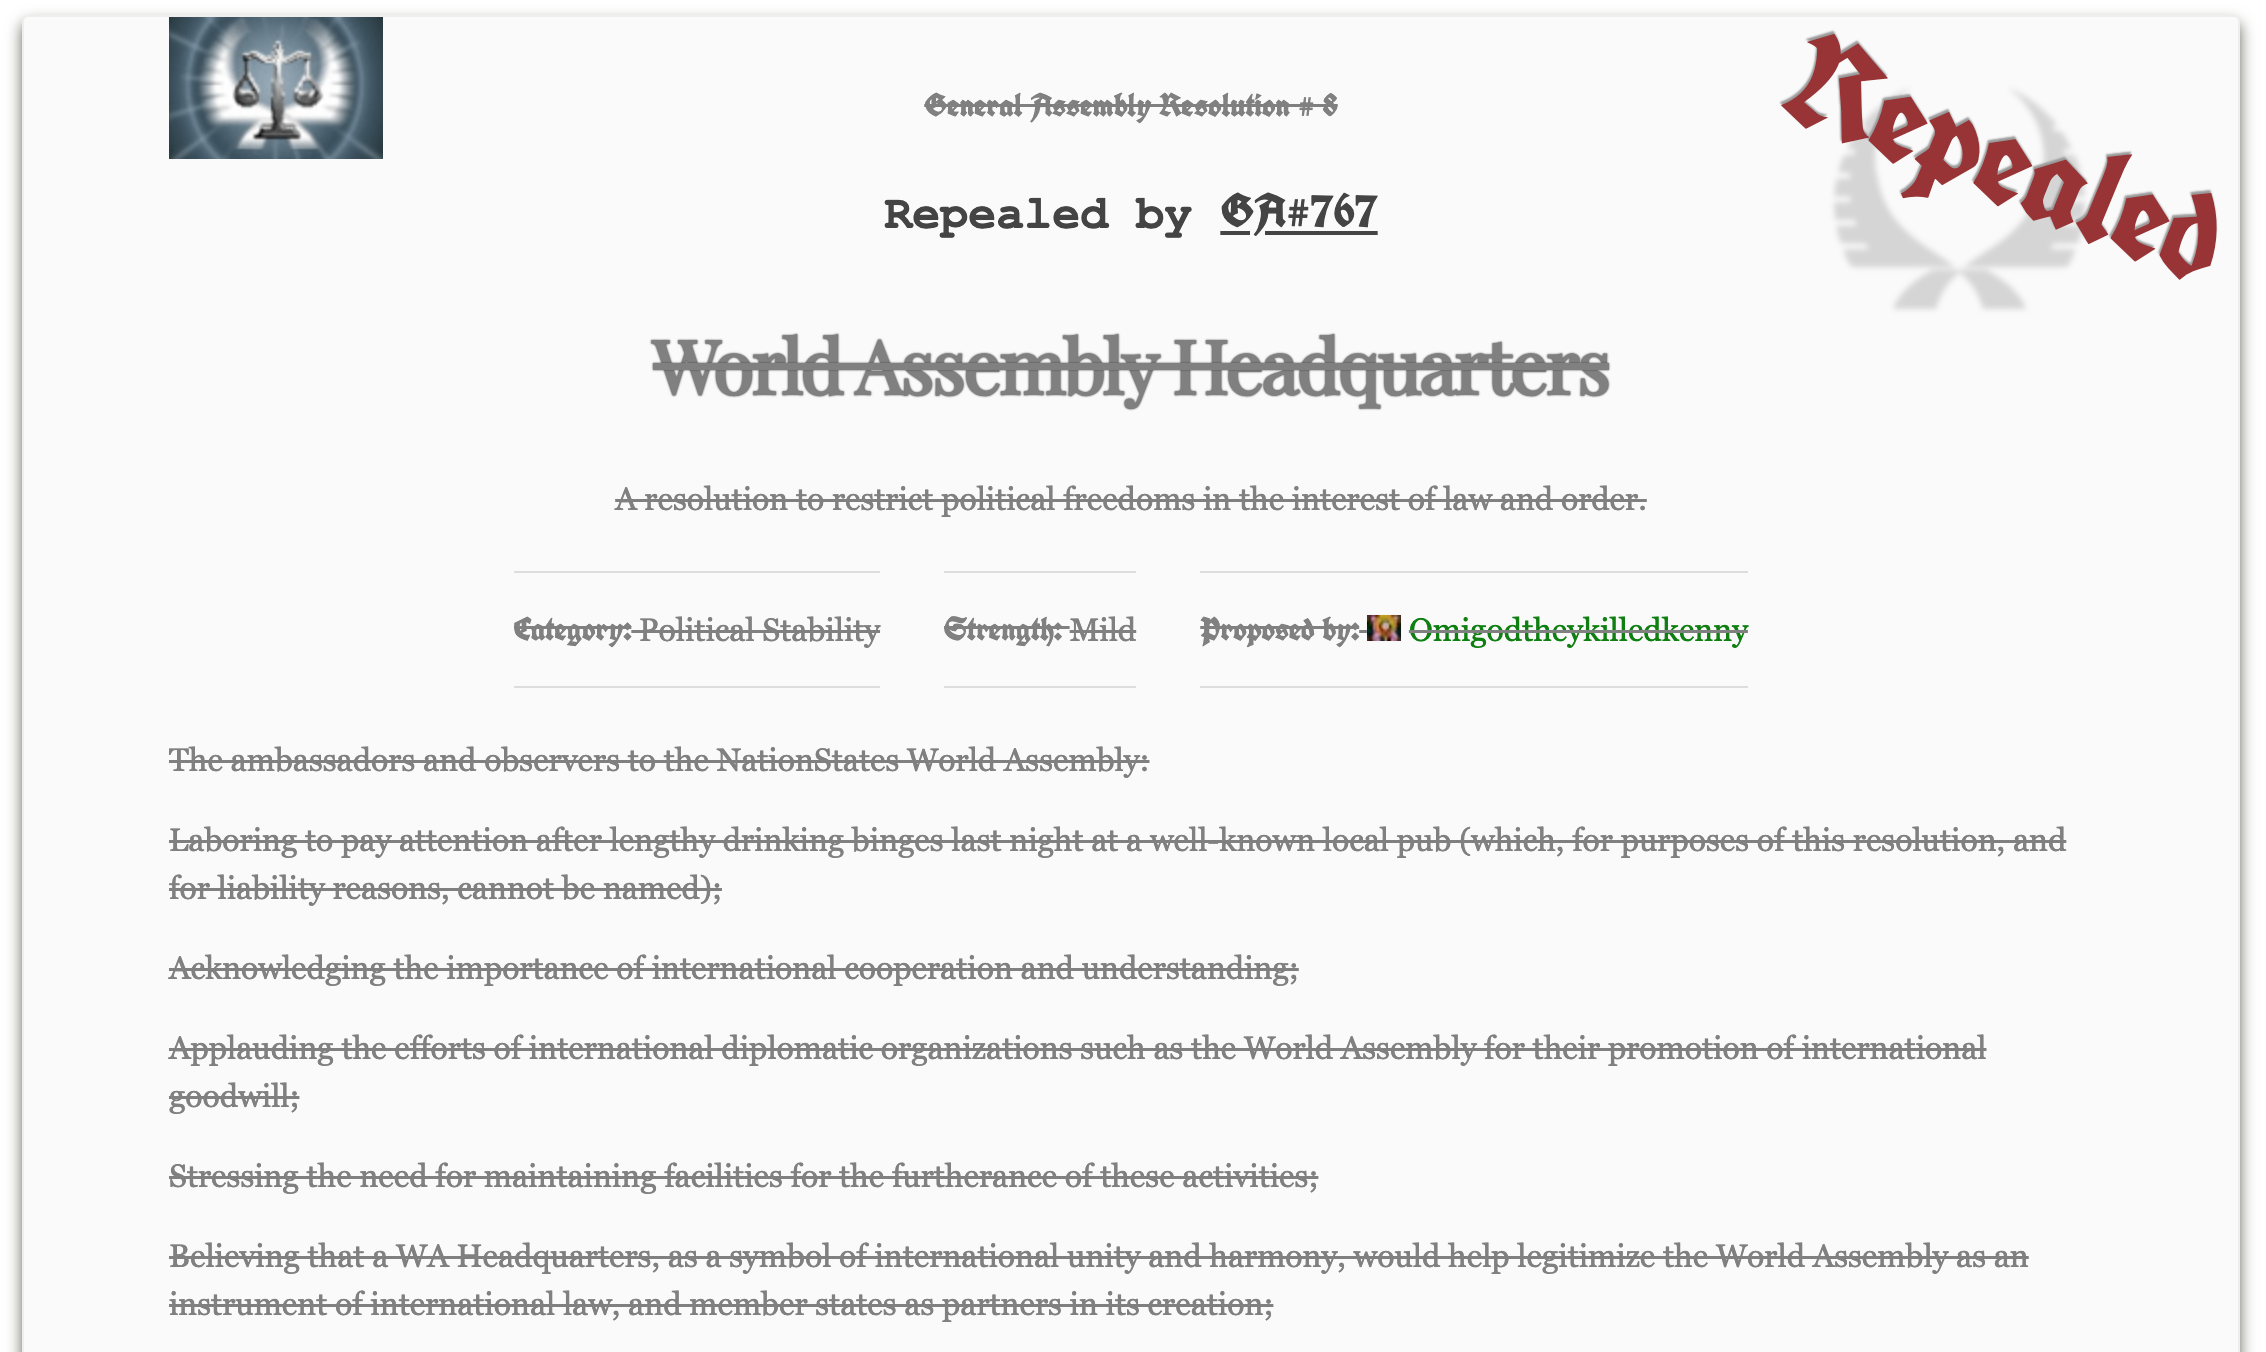 General Assembly Resolution # 8
Repealed
Repealed by GA#767
World Assembly Headquarters
A resolution to restrict political freedoms in the interest of law and order.
Category: Political Stability Strength: Mild Proposed by: Omigodtheykilledkenny
The ambassadors and observers to the NationStates World Assembly:
Laboring to pay attention after lengthy drinking binges last night at a well-known local pub (which, for purposes of this resolution, and
for liability reasons, cannot be named);
Acknowledging the importance of international cooperation and understanding;
Applauding the efforts of international diplomatic organizations such as the World Assembly for their promotion of international
goodwill;
Stressing the need for maintaining facilities for the furtherance of these activities;
Believing that a WA Headquarters, as a symbol of international unity and harmony, would help legitimize the World Assembly as an
instrument of international law, and member states as partners in its creation;